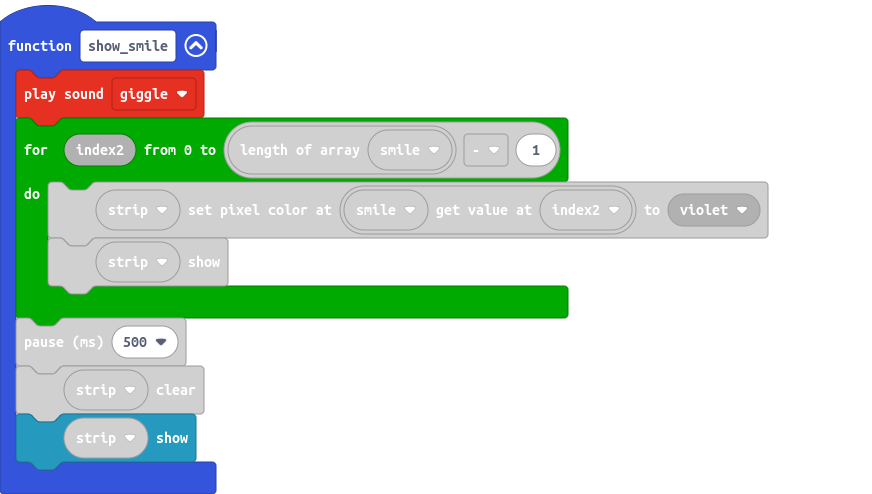 function show_smile
play sound giggle
for index2 from 0 to length of array smile - 1
do
strip set pixel color at smile get value at index2 to violet
strip show
pause (ms) 500
strip clear
strip show